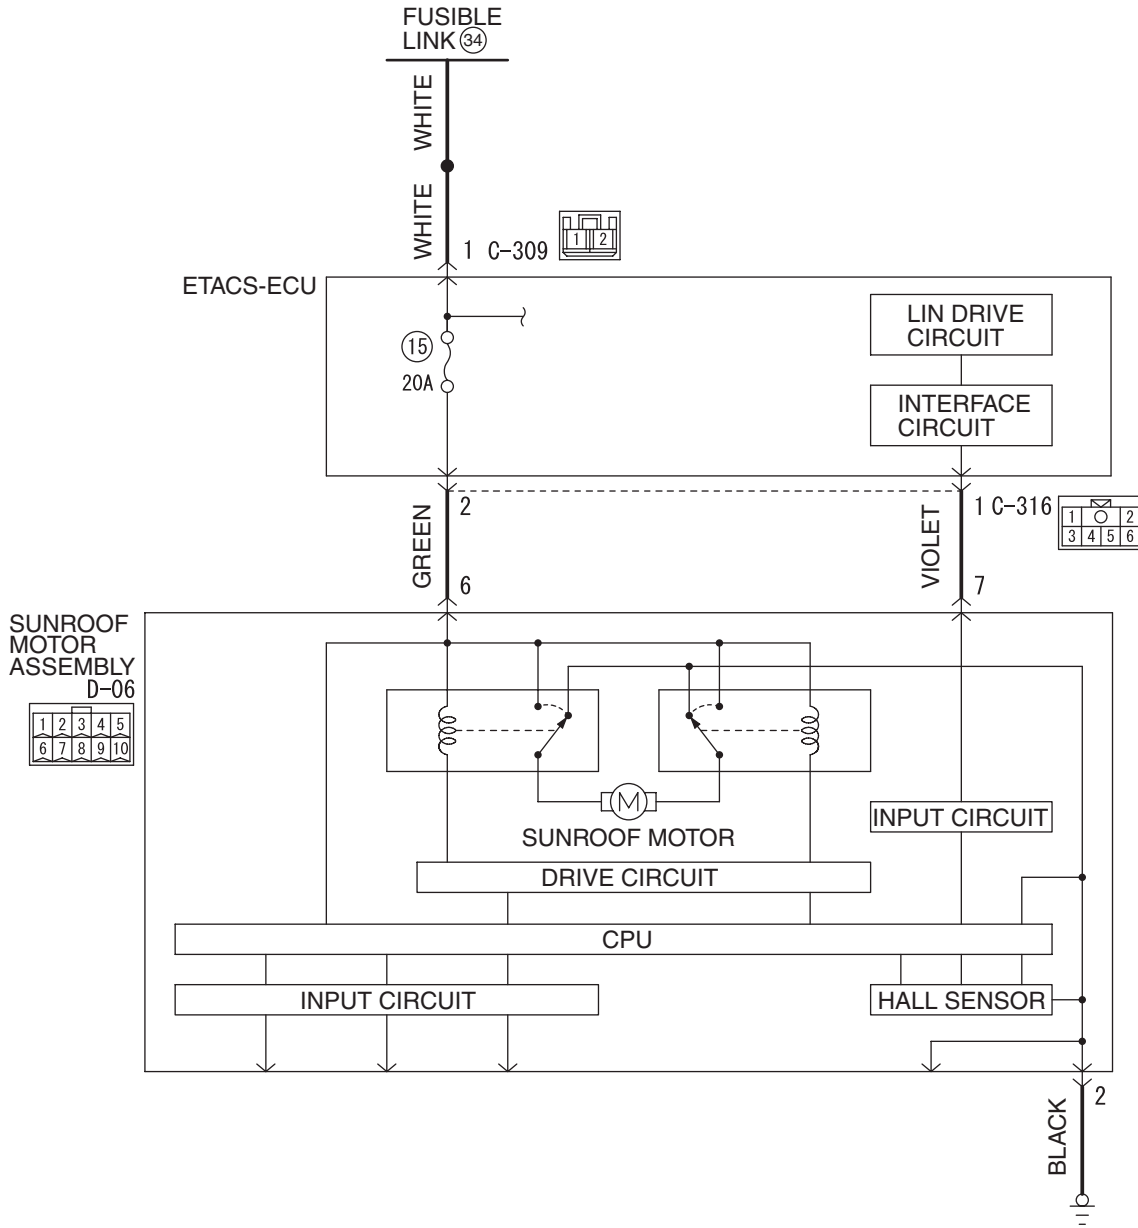 FUSIBLE
LINK 34
WHITE
WHITE
1 C-309
1 2
ETACS-ECU
LIN DRIVE
CIRCUIT
15
20A
INTERFACE
CIRCUIT
2
1 C-316
1 2
3 4 5 6
GREEN
VIOLET
6
7
SUNROOF
MOTOR
ASSEMBLY
D-06
1 2 3 4 5
6 7 8 9 10
M
SUNROOF MOTOR
INPUT CIRCUIT
DRIVE CIRCUIT
CPU
INPUT CIRCUIT
HALL SENSOR
2
BLACK